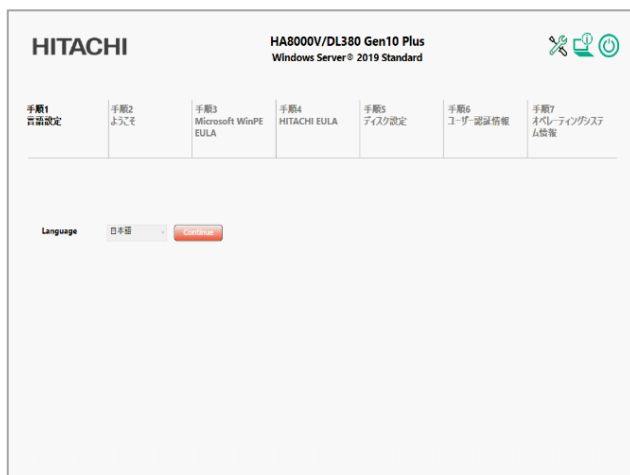 HITACHI
HA8000V/DL380 Gen10 Plus
Windows Server® 2019 Standard
手順1
言語設定
手順2
ようこそ
手順3
Microsoft WinPE
EULA
手順4
HITACHI EULA
手順5
ディスク設定
手順6
ユーザー認証情報
手順7
オペレーティングシステ
ム情報
Language
日本語
Continue